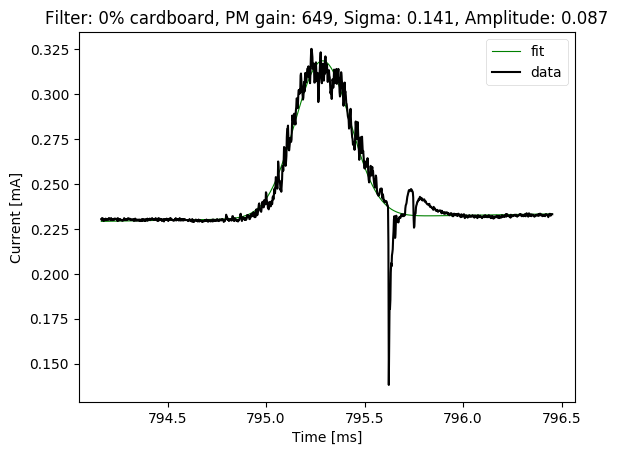 Filter: 0% cardboard, PM gain: 649, Sigma: 0.141, Amplitude: 0.087
fit
data
0.325
0.300
0.275
0.250
0.225
0.200
0.175
0.150
Current [mA]
794.5
795.0
795.5
796.0
796.5
Time [ms]